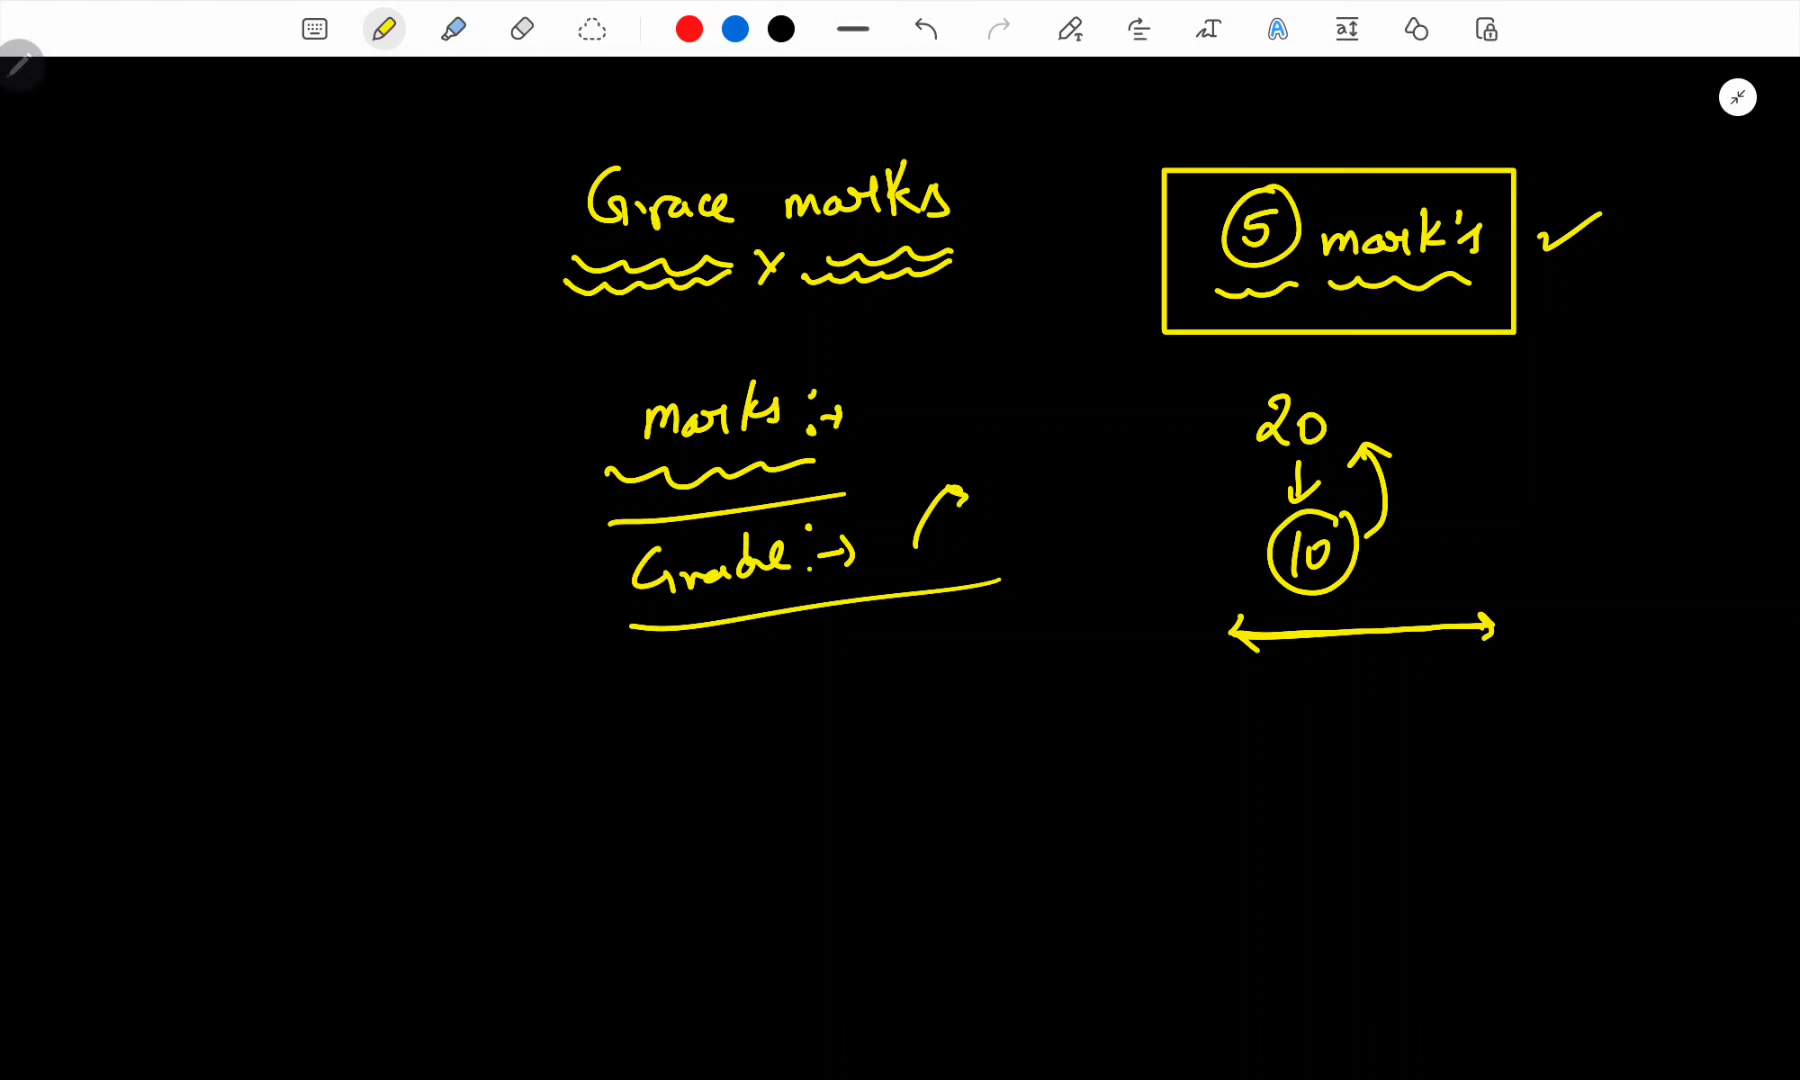 Grace marks
x
5 mark's ✓
marks :→
Grade :→
20
↓
10